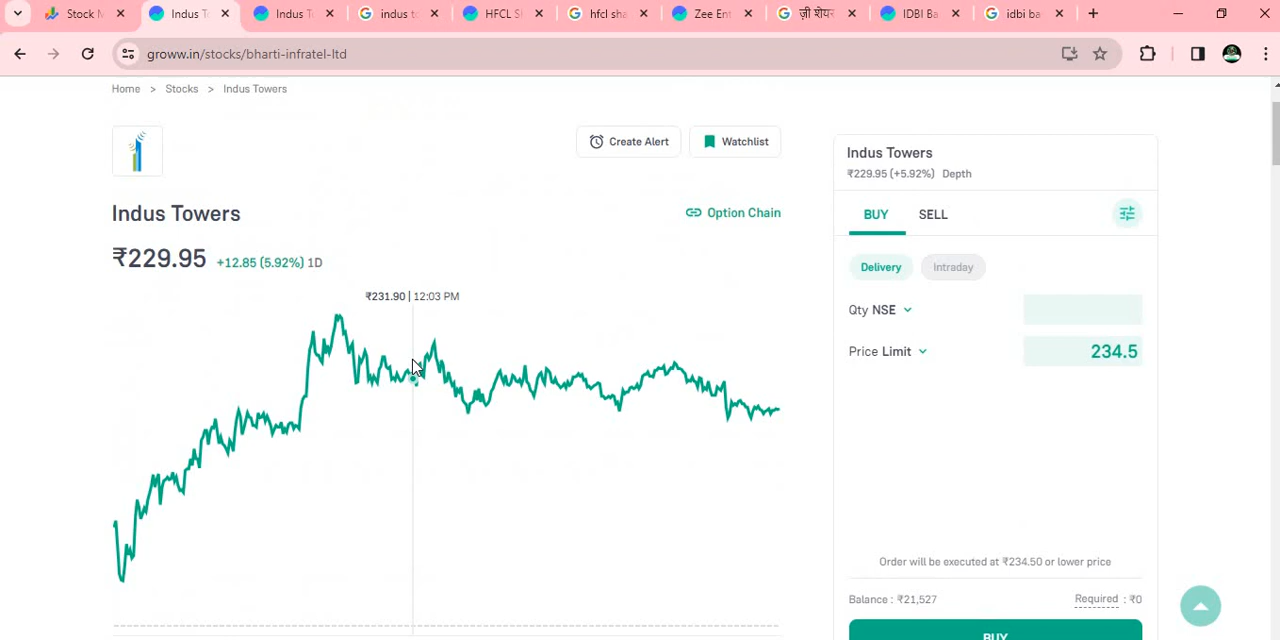 Stock M
Indus T
Indus T
indus to
HFCL S
hfcl sha
Zee Ent
ज़ी शेयर
IDBI Ba
idbi ba
groww.in/stocks/bharti-infratel-ltd
Home > Stocks > Indus Towers
Create Alert
Watchlist
Indus Towers
Option Chain
₹229.95 +12.85 (5.92%) 1D
₹231.90 | 12:03 PM
Indus Towers
₹229.95 (+5.92%) Depth
BUY SELL
Delivery Intraday
Qty NSE
Price Limit 234.5
Order will be executed at ₹234.50 or lower price
Balance : ₹21,527 Required : ₹0
BUY